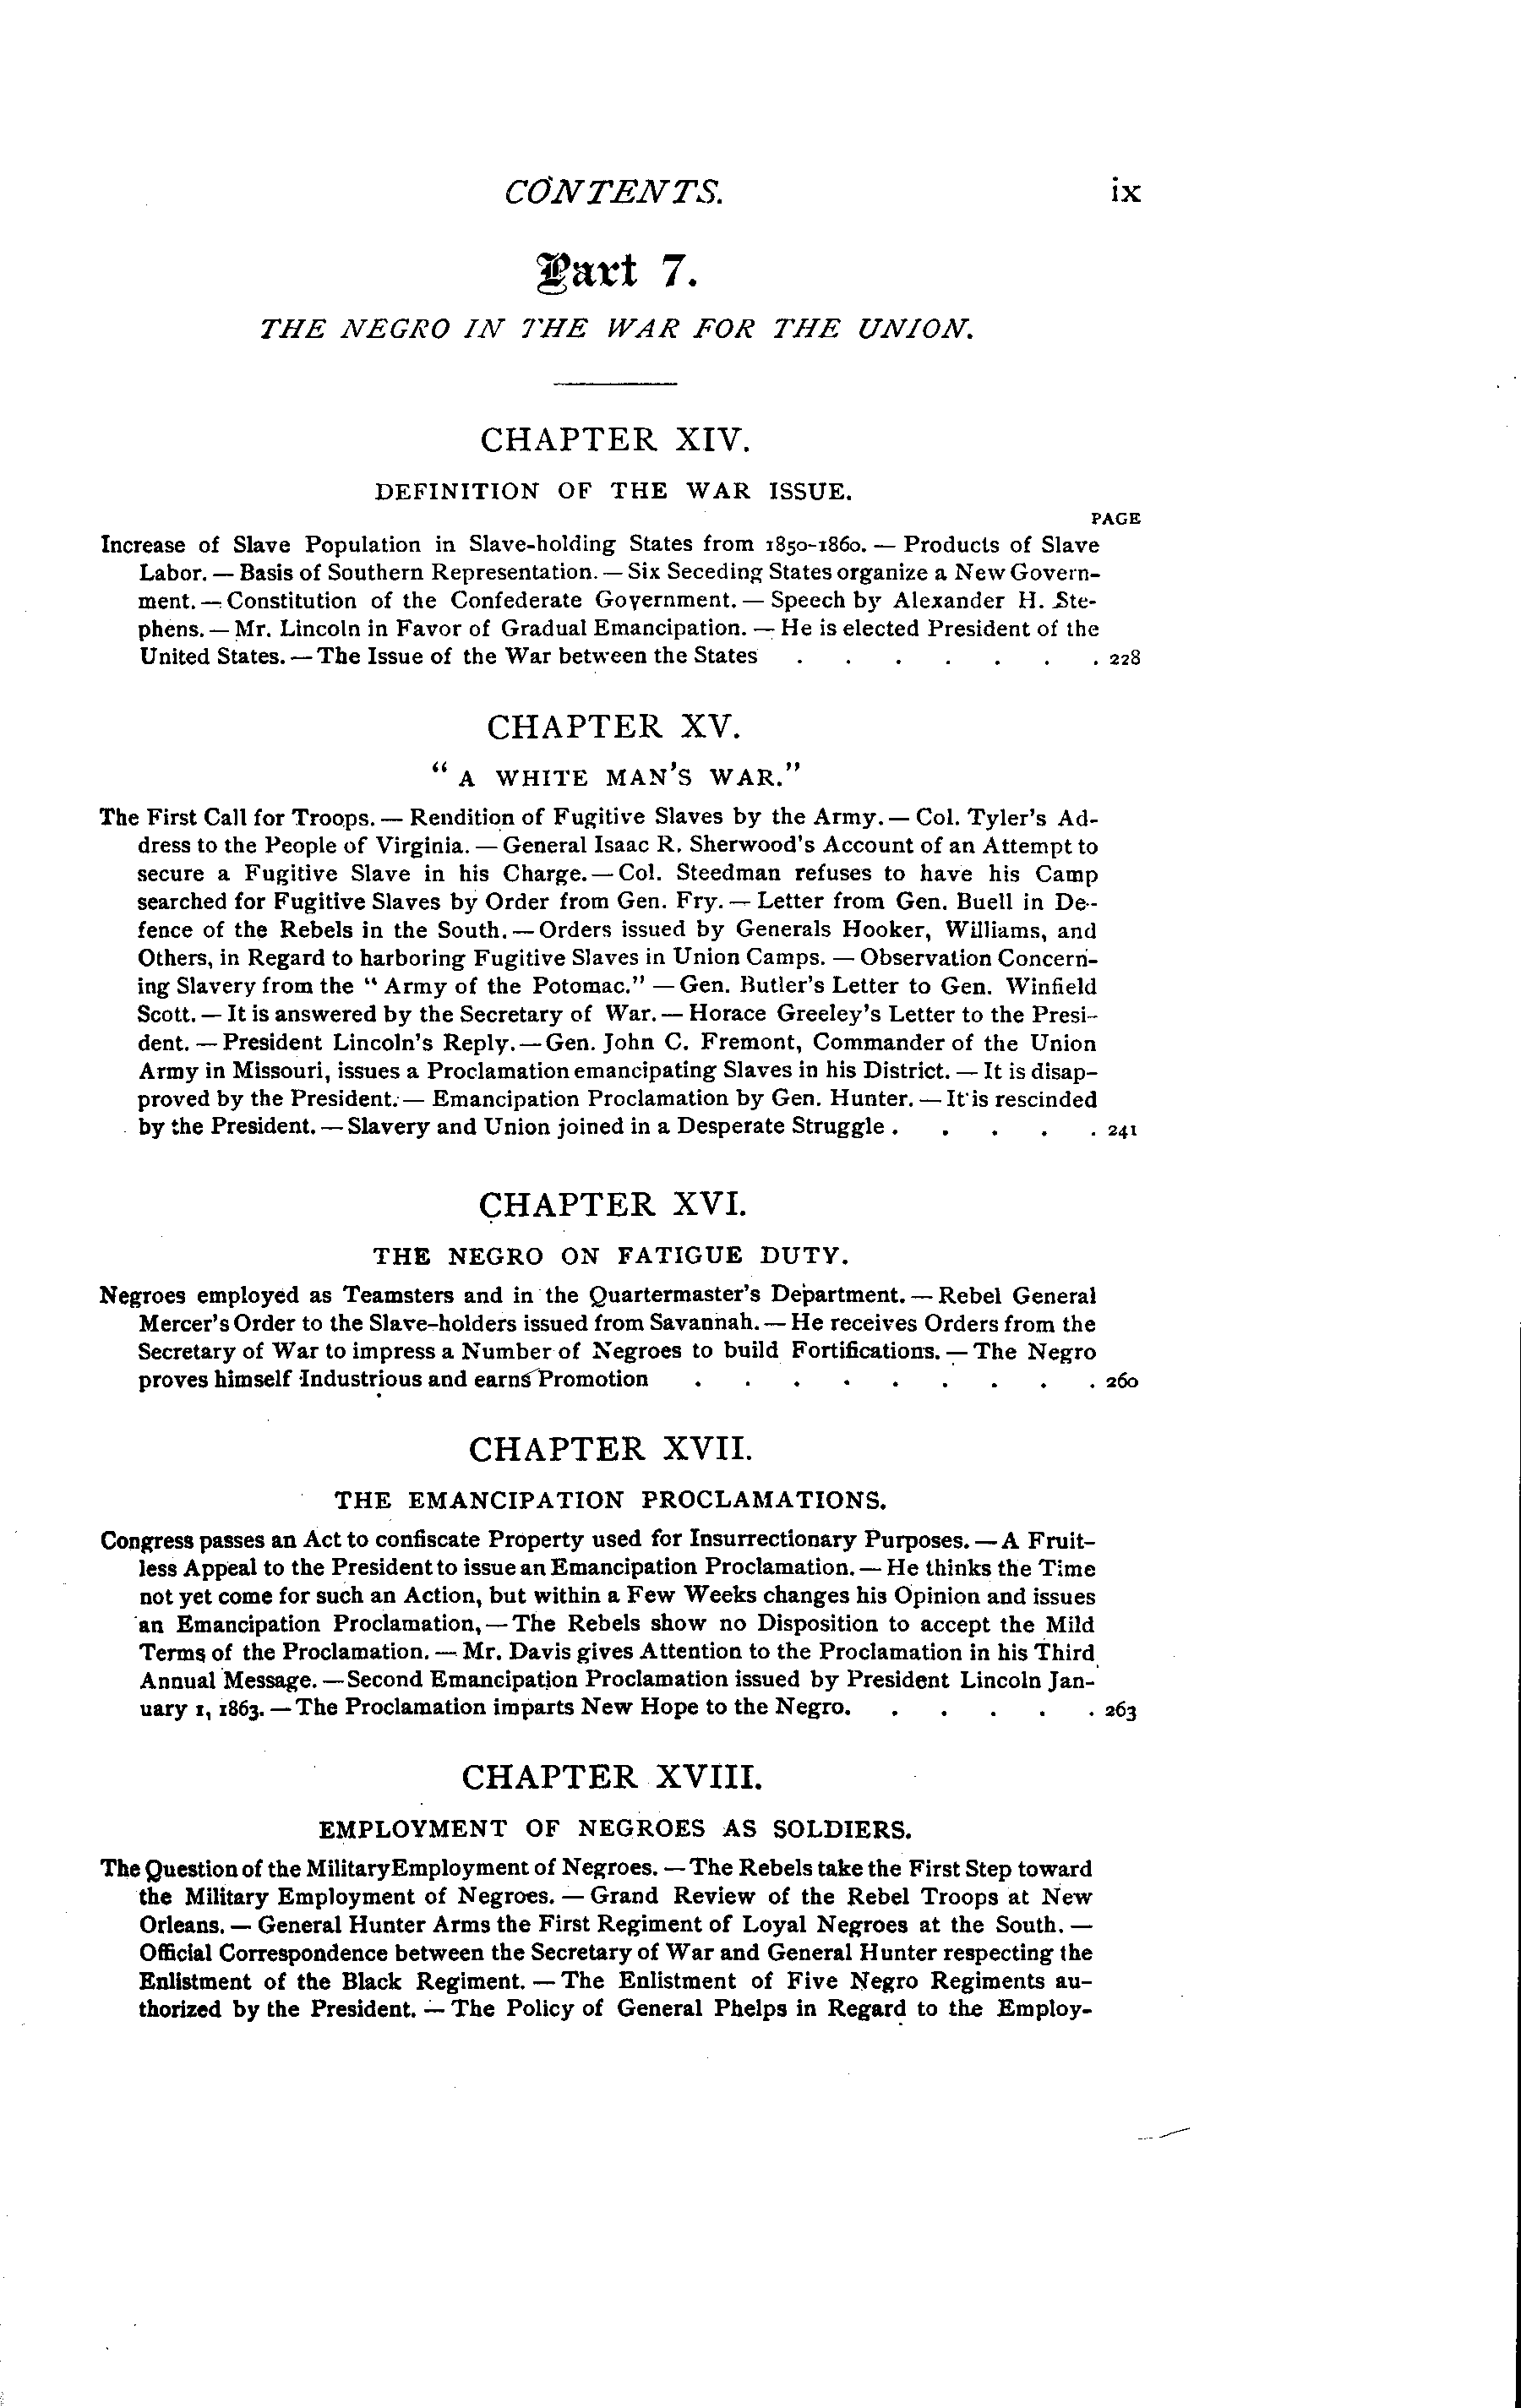 CONTENTS. ix
Part 7.
THE NEGRO IN THE WAR FOR THE UNION.
CHAPTER XIV.
DEFINITION OF THE WAR ISSUE.
PAGE
Increase of Slave Population in Slave-holding States from 1850-1860. — Products of Slave
Labor. — Basis of Southern Representation. — Six Seceding States organize a New Govern-
ment. — Constitution of the Confederate Government. — Speech by Alexander H. Ste-
phens. — Mr. Lincoln in Favor of Gradual Emancipation. — He is elected President of the
United States. — The Issue of the War between the States . . . . . . . 228
CHAPTER XV.
"A WHITE MAN'S WAR."
The First Call for Troops. — Rendition of Fugitive Slaves by the Army. — Col. Tyler's Ad-
dress to the People of Virginia. — General Isaac R. Sherwood's Account of an Attempt to
secure a Fugitive Slave in his Charge. — Col. Steedman refuses to have his Camp
searched for Fugitive Slaves by Order from Gen. Fry. — Letter from Gen. Buell in De-
fence of the Rebels in the South. — Orders issued by Generals Hooker, Williams, and
Others, in Regard to harboring Fugitive Slaves in Union Camps. — Observation Concern-
ing Slavery from the "Army of the Potomac." — Gen. Butler's Letter to Gen. Winfield
Scott. — It is answered by the Secretary of War. — Horace Greeley's Letter to the Presi-
dent. — President Lincoln's Reply. — Gen. John C. Fremont, Commander of the Union
Army in Missouri, issues a Proclamation emancipating Slaves in his District. — It is disap-
proved by the President. — Emancipation Proclamation by Gen. Hunter. — It is rescinded
by the President. — Slavery and Union joined in a Desperate Struggle . . . . . 241
CHAPTER XVI.
THE NEGRO ON FATIGUE DUTY.
Negroes employed as Teamsters and in the Quartermaster's Department. — Rebel General
Mercer's Order to the Slave-holders issued from Savannah. — He receives Orders from the
Secretary of War to impress a Number of Negroes to build Fortifications. — The Negro
proves himself Industrious and earns Promotion . . . . . . . . . 260
CHAPTER XVII.
THE EMANCIPATION PROCLAMATIONS.
Congress passes an Act to confiscate Property used for Insurrectionary Purposes. — A Fruit-
less Appeal to the President to issue an Emancipation Proclamation. — He thinks the Time
not yet come for such an Action, but within a Few Weeks changes his Opinion and issues
an Emancipation Proclamation, — The Rebels show no Disposition to accept the Mild
Terms of the Proclamation. — Mr. Davis gives Attention to the Proclamation in his Third
Annual Message. — Second Emancipation Proclamation issued by President Lincoln Jan-
uary 1, 1863. — The Proclamation imparts New Hope to the Negro. . . . . . 263
CHAPTER XVIII.
EMPLOYMENT OF NEGROES AS SOLDIERS.
The Question of the Military Employment of Negroes. — The Rebels take the First Step toward
the Military Employment of Negroes. — Grand Review of the Rebel Troops at New
Orleans. — General Hunter Arms the First Regiment of Loyal Negroes at the South. —
Official Correspondence between the Secretary of War and General Hunter respecting the
Enlistment of the Black Regiment. — The Enlistment of Five Negro Regiments au-
thorized by the President. — The Policy of General Phelps in Regard to the Employ-